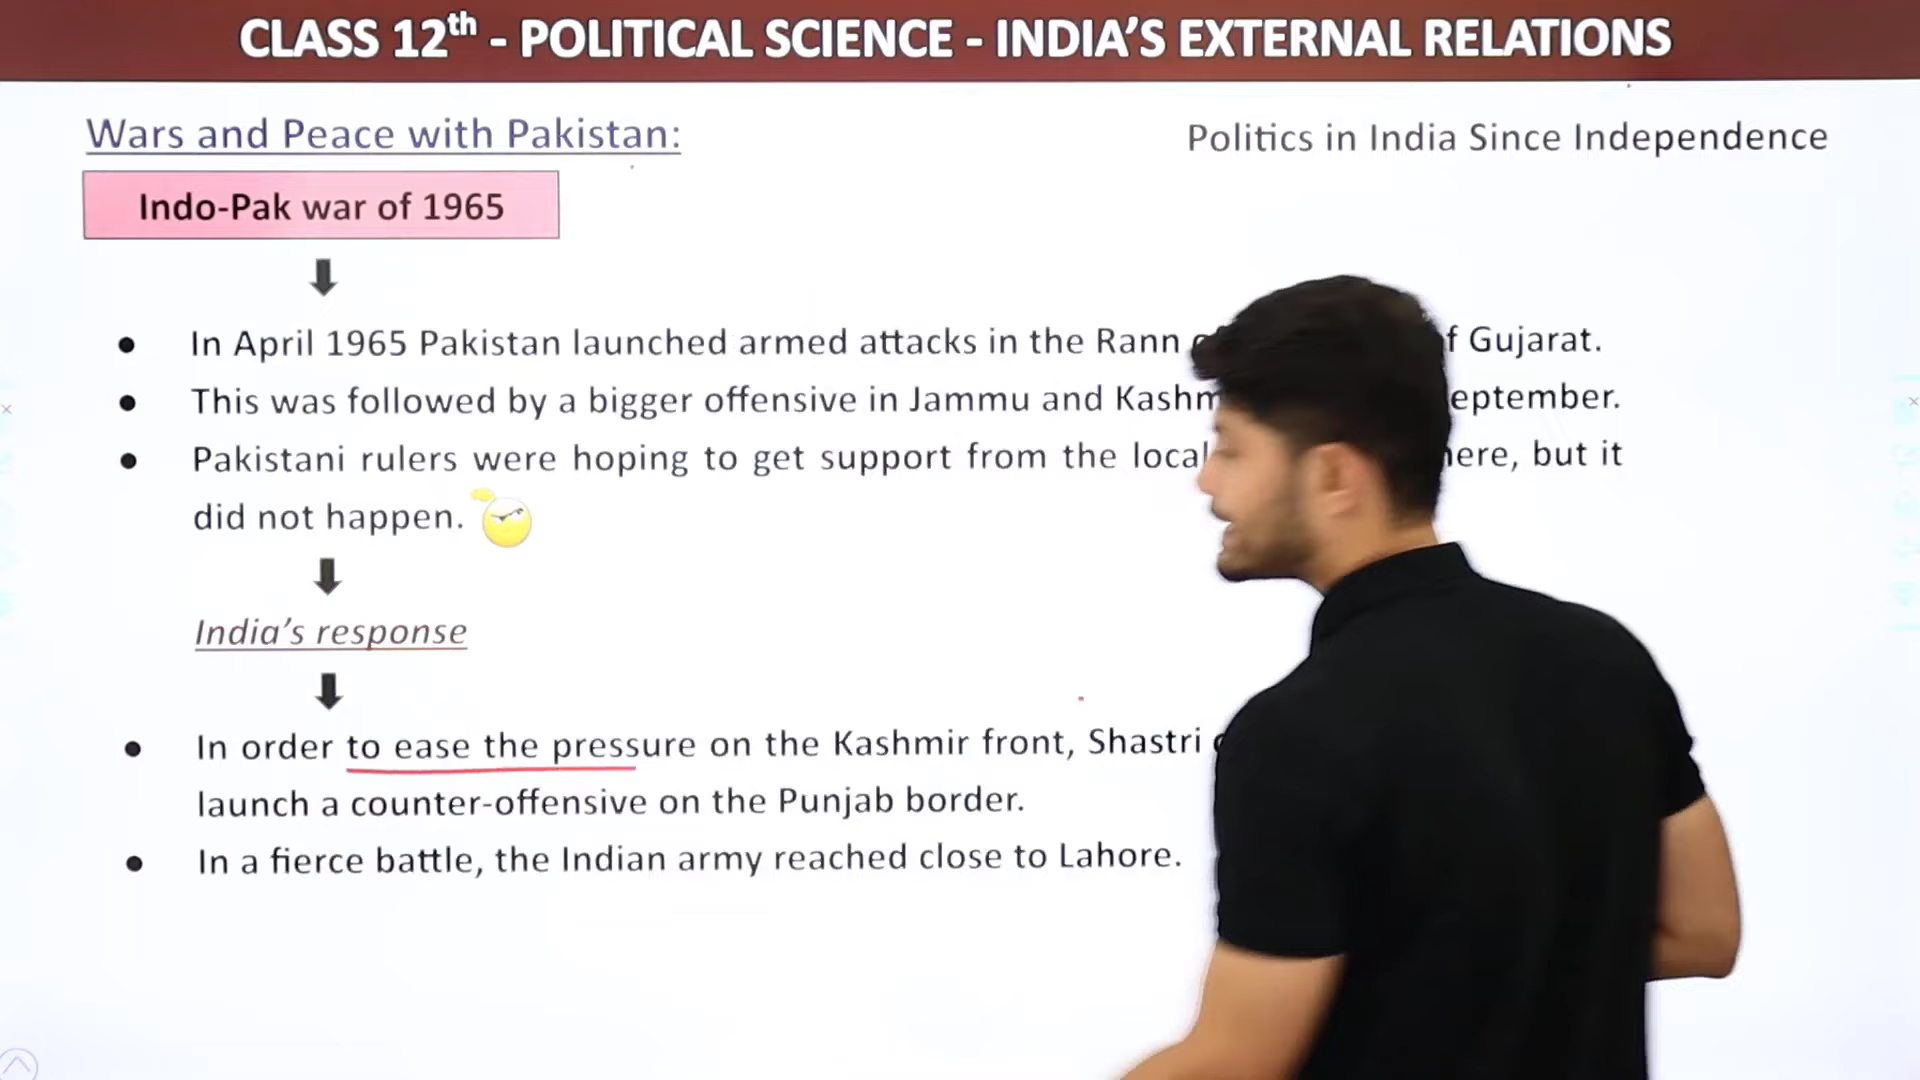 CLASS 12th - POLITICAL SCIENCE - INDIA'S EXTERNAL RELATIONS
Wars and Peace with Pakistan:
Politics in India Since Independence
Indo-Pak war of 1965
In April 1965 Pakistan launched armed attacks in the Rann Gujarat.
This was followed by a bigger offensive in Jammu and
Pakistani rulers were hoping to get support from the but it
did not happen.
India's response
In order to ease the pressure on the Kashmir front, Shastri
launch a counter-offensive on the Punjab border.
In a fierce battle, the Indian army reached close to Lahore.